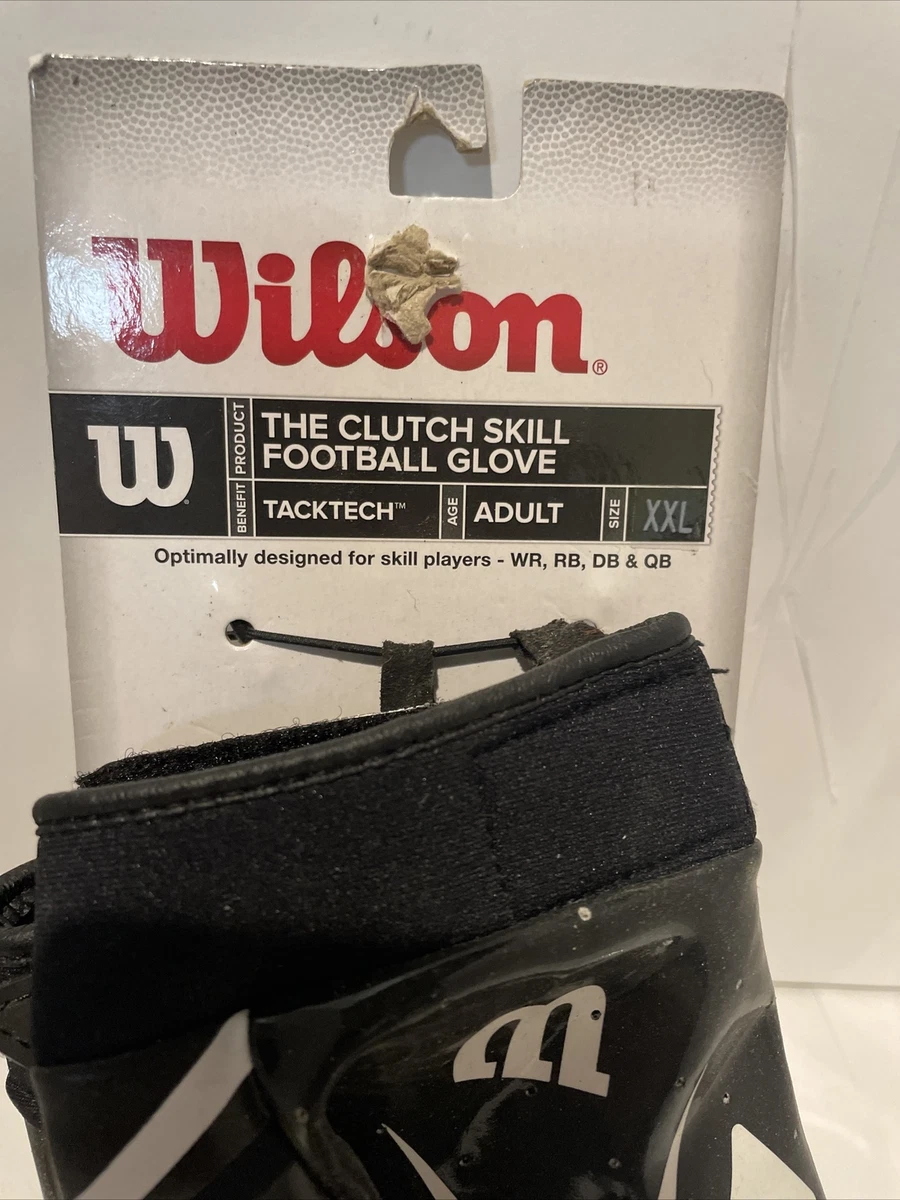 Wilson®
W
PRODUCT
THE CLUTCH SKILL
FOOTBALL GLOVE
BENEFIT
TACKTECH™
AGE
ADULT
SIZE
XXL
Optimally designed for skill players - WR, RB, DB & QB
W